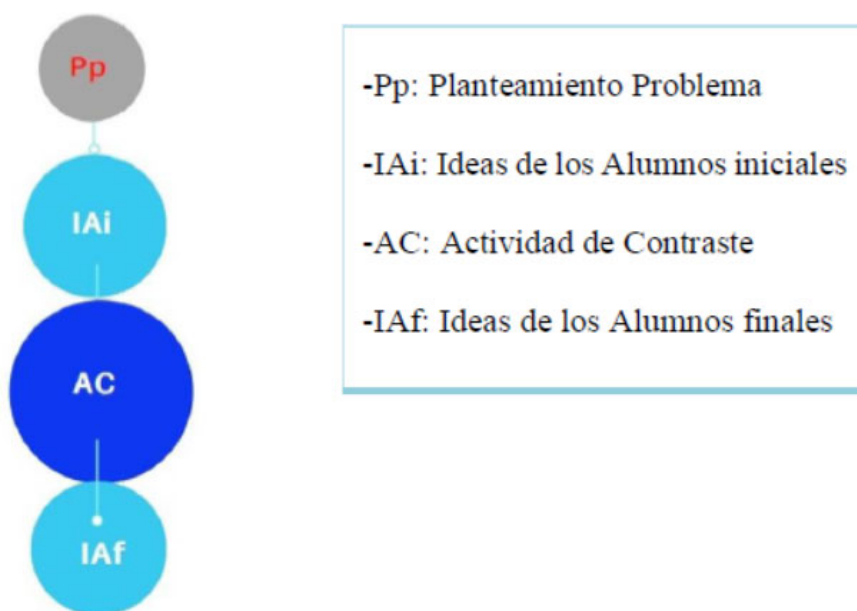 Pp
IAi
AC
IAf
-Pp: Planteamiento Problema
-IAi: Ideas de los Alumnos iniciales
-AC: Actividad de Contraste
-IAf: Ideas de los Alumnos finales